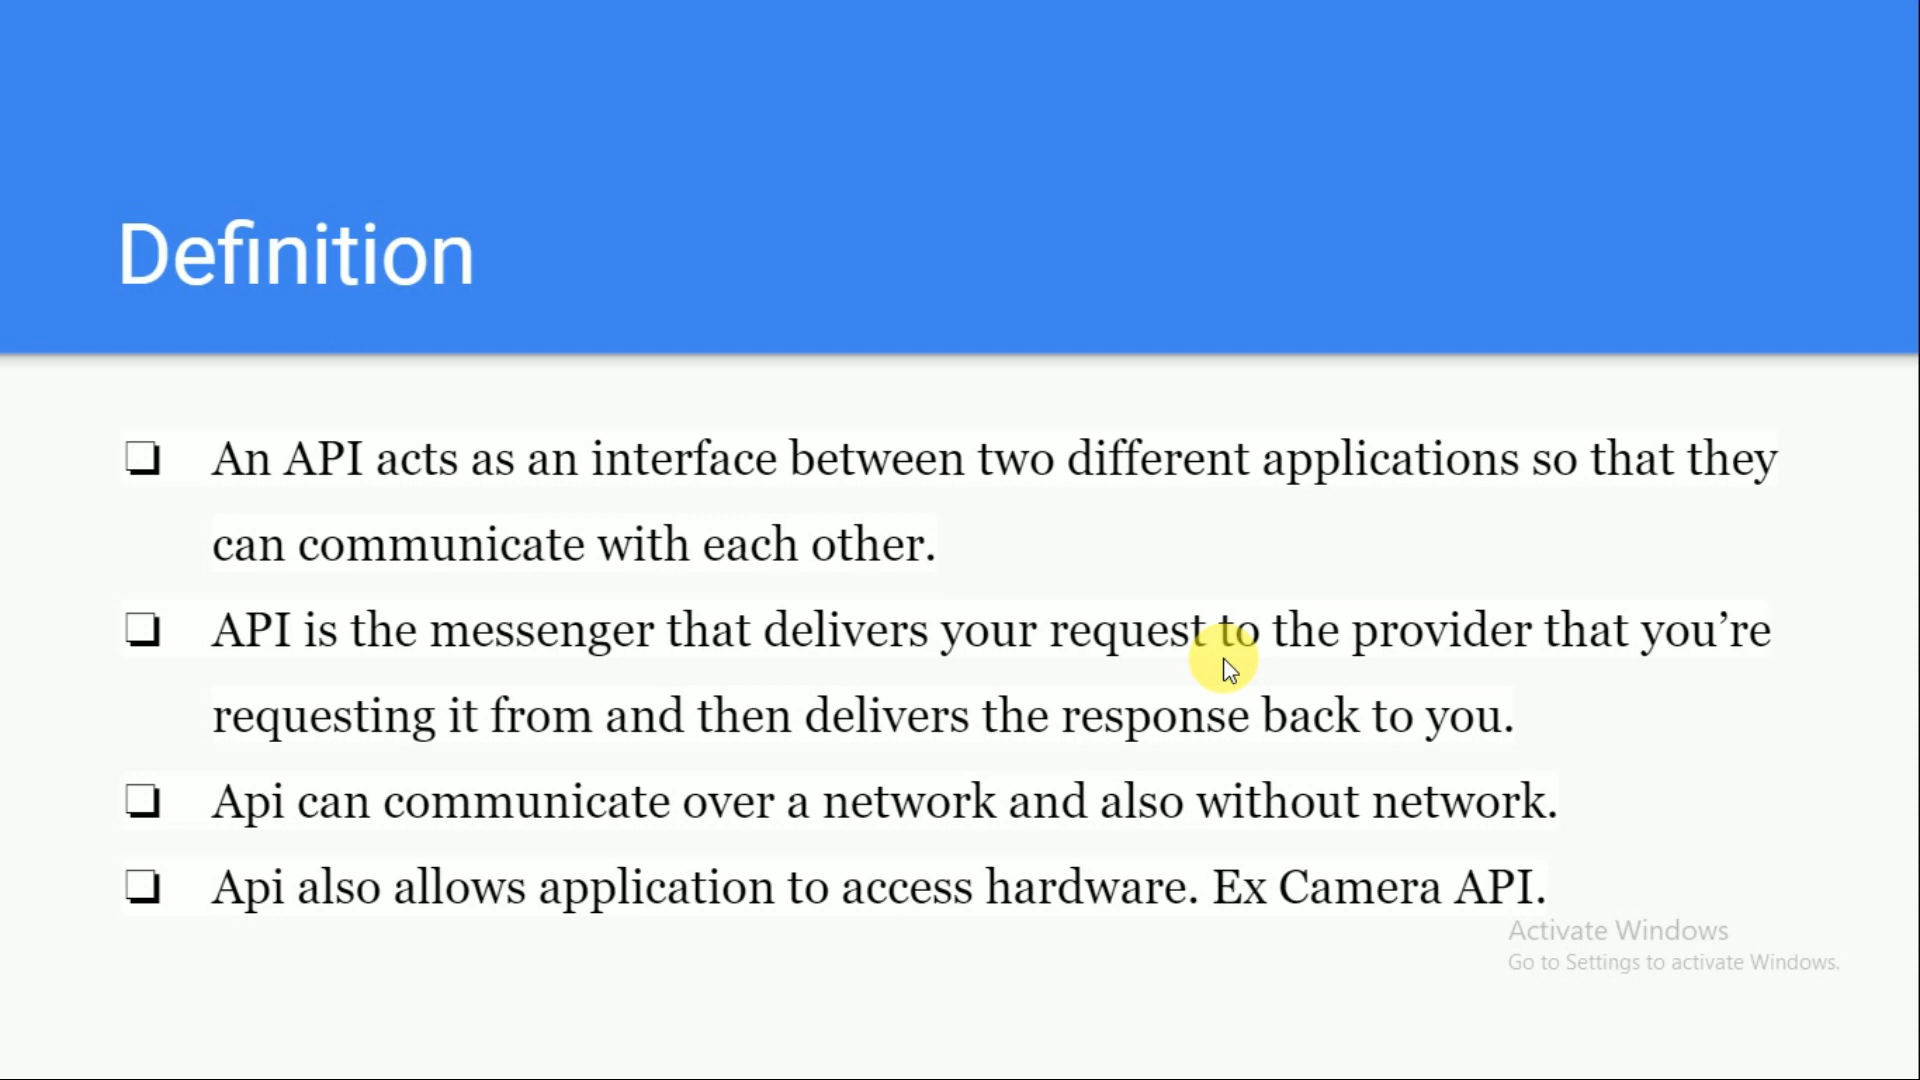 Definition
❏ An API acts as an interface between two different applications so that they
can communicate with each other.
❏ API is the messenger that delivers your request to the provider that you’re
requesting it from and then delivers the response back to you.
❏ Api can communicate over a network and also without network.
❏ Api also allows application to access hardware. Ex Camera API.
Activate Windows
Go to Settings to activate Windows.